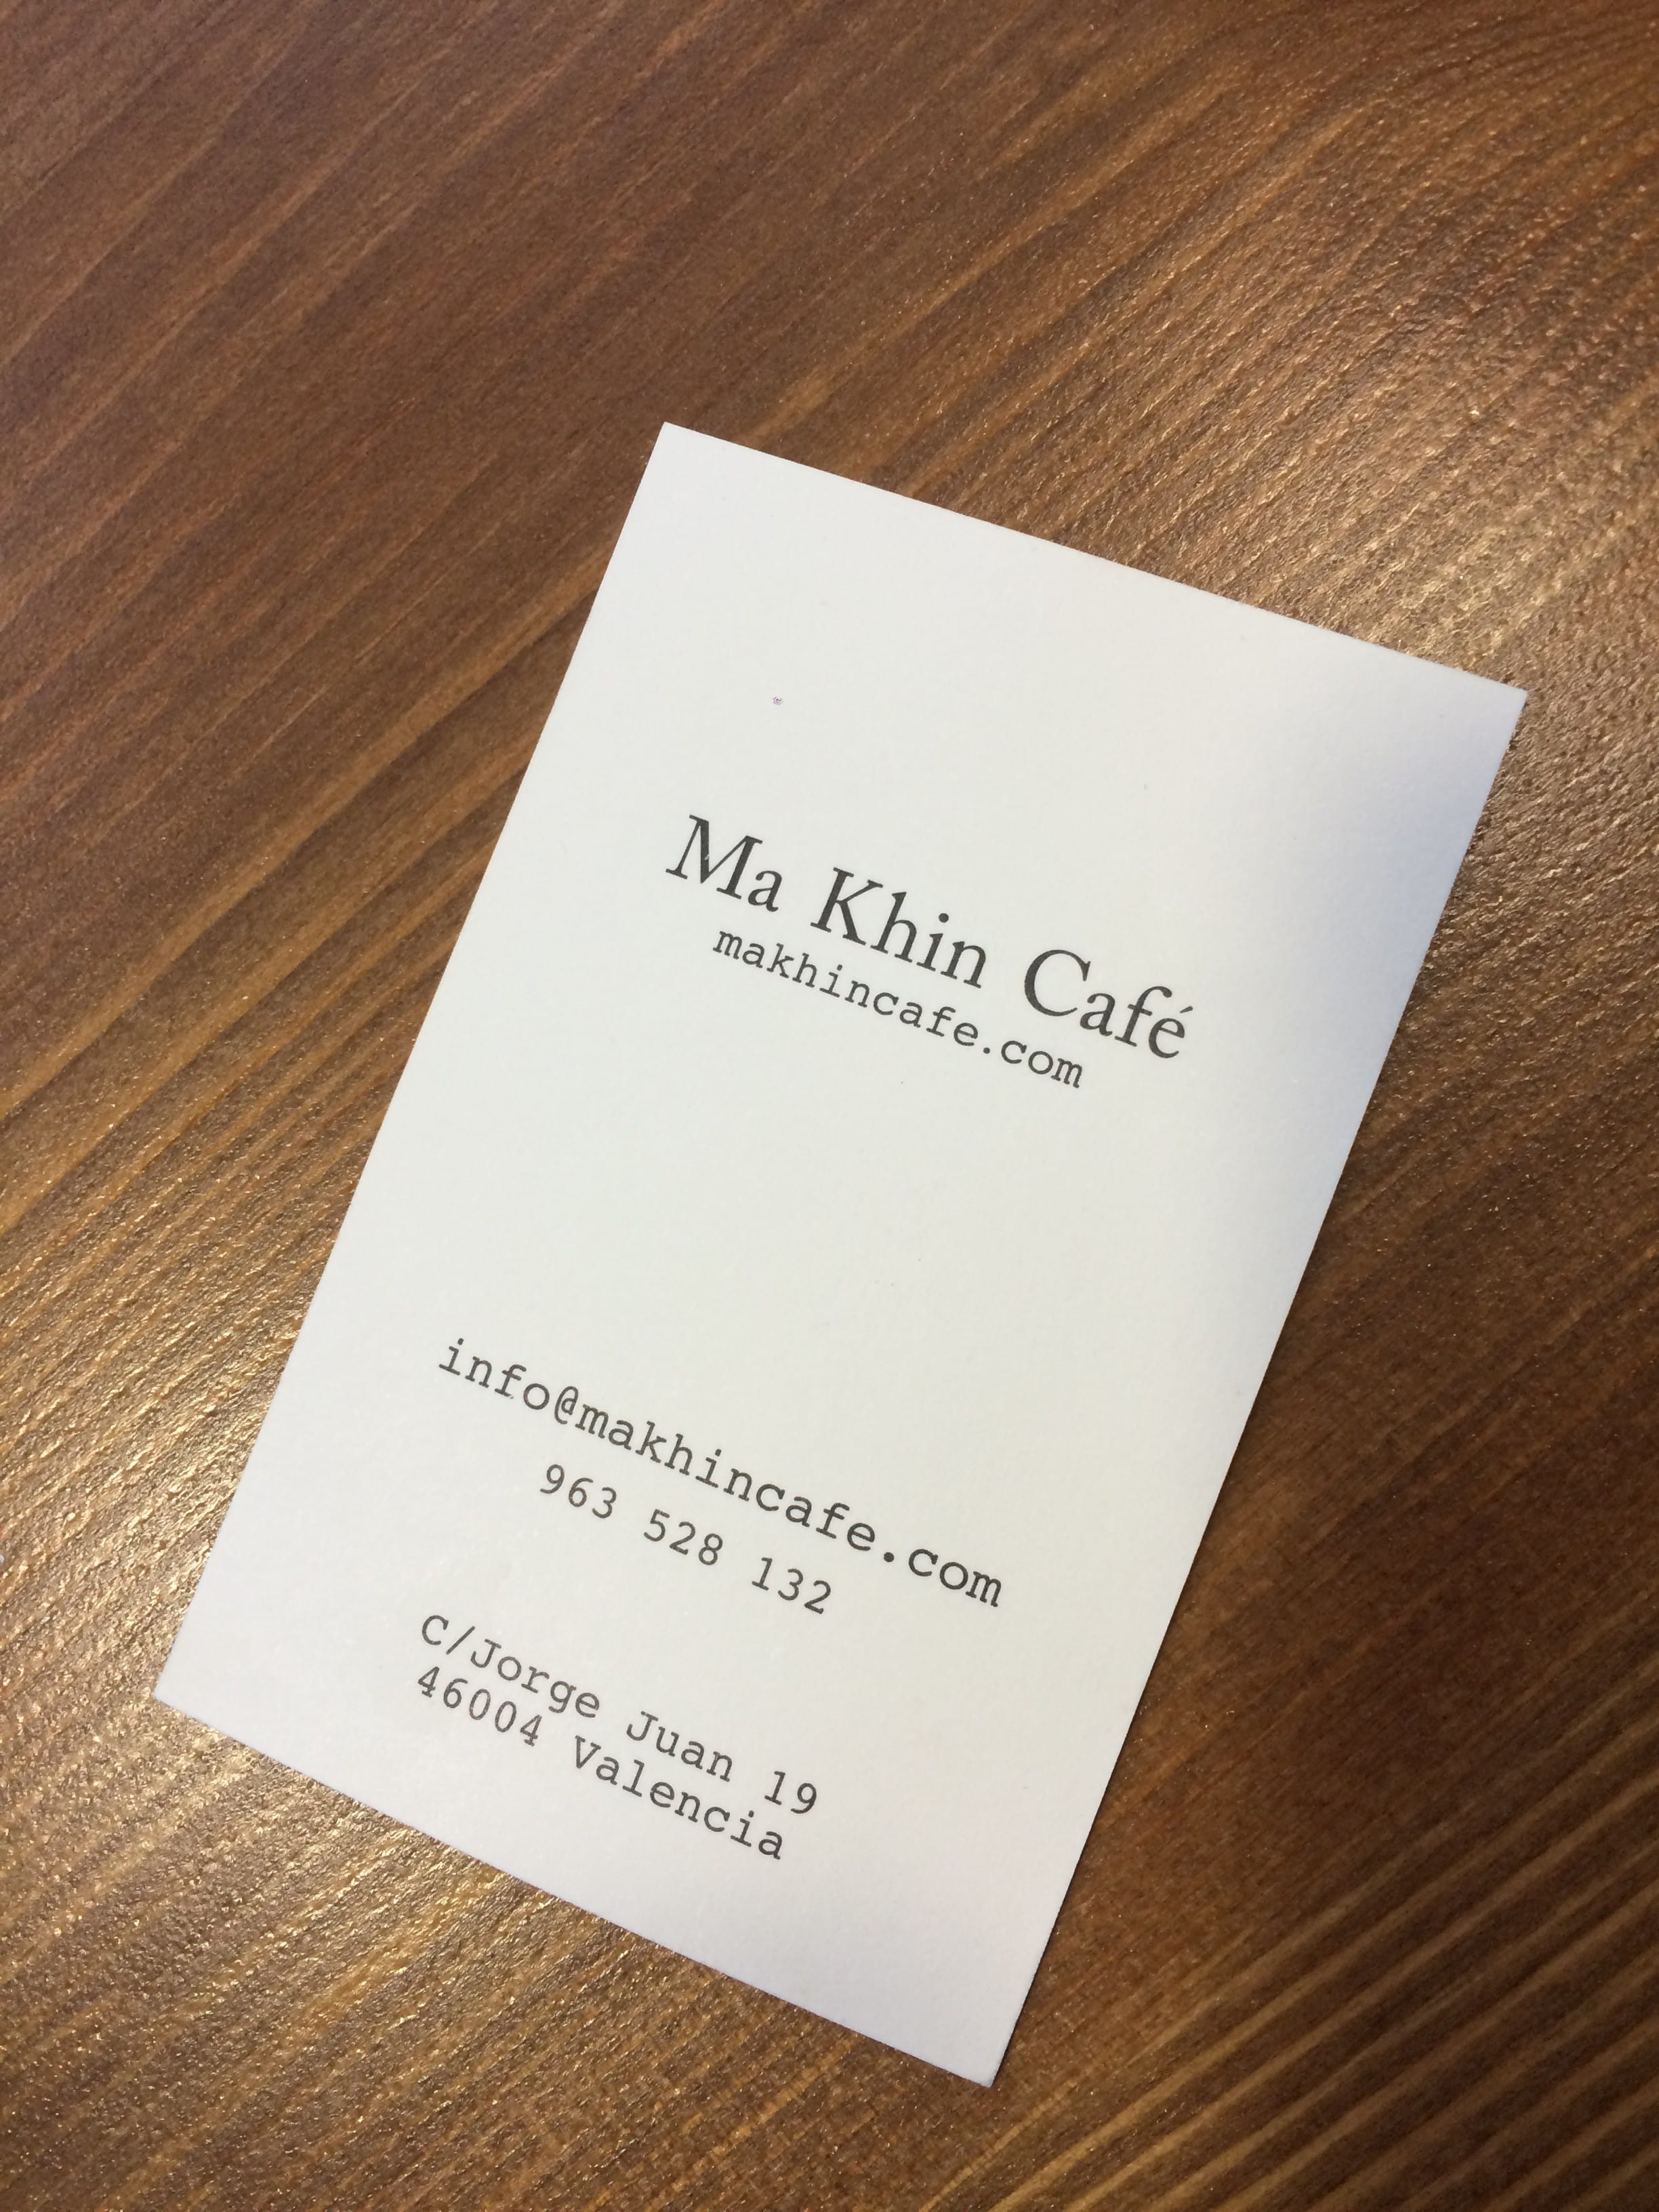 Ma Khin Café
makhincafe.com
info@makhincafe.com
963 528 132
C/Jorge Juan 19
46004 Valencia